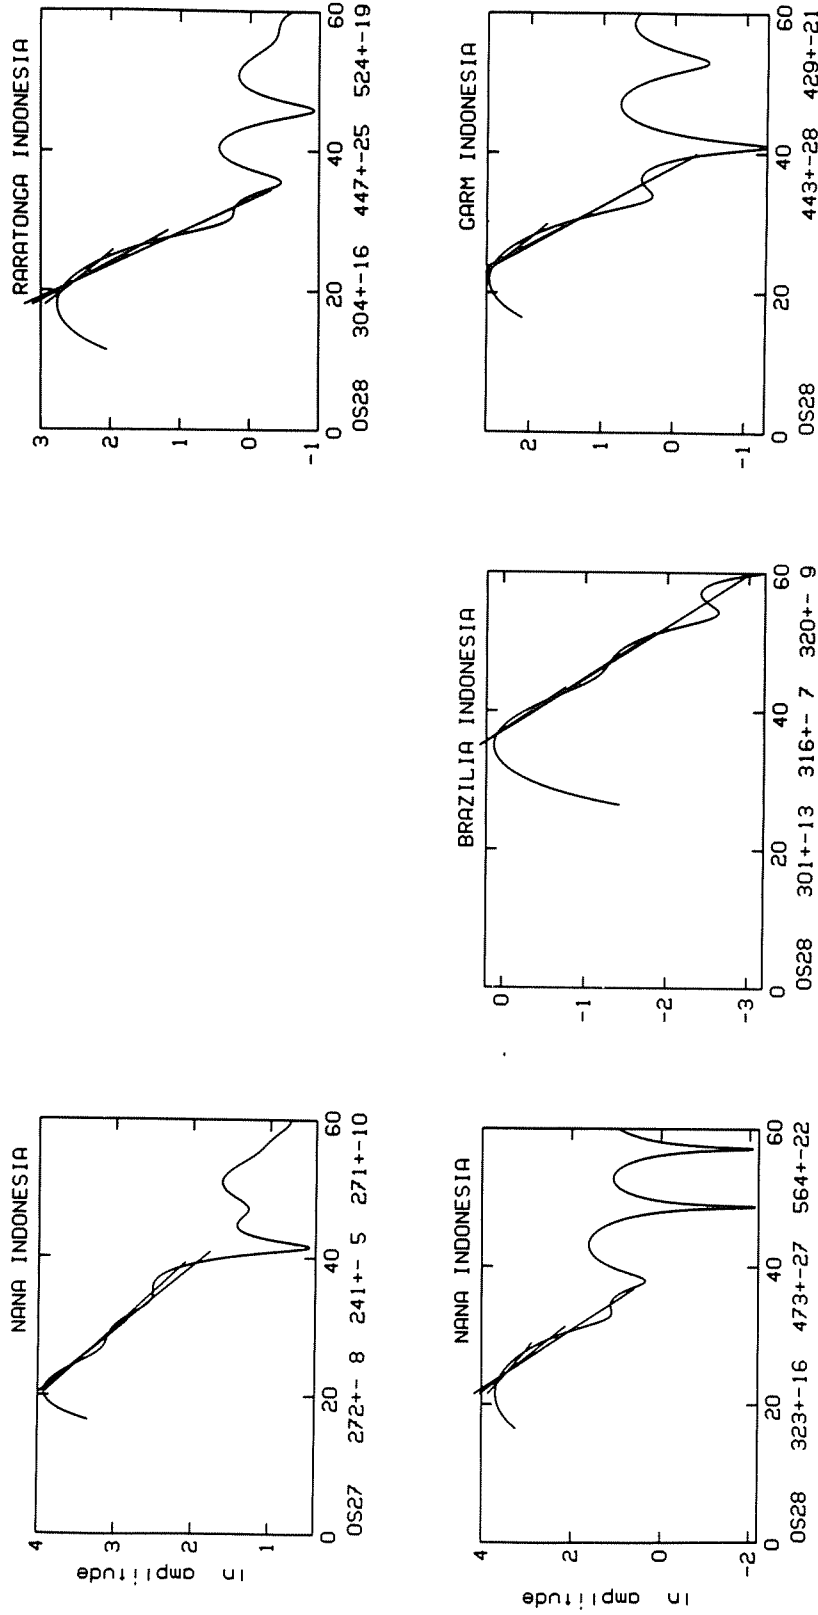 NANA INDONESIA
4
3
2
1
ln amplitude
0 20 40 60
0S27 272+- 8 241+- 5 271+-10
RARATONGA INDONESIA
3
2
1
0
-1
0 20 40 60
0S28 304+-16 447+-25 524+-19
NANA INDONESIA
4
2
0
-2
ln amplitude
0 20 40 60
0S28 323+-16 473+-27 564+-22
BRAZILIA INDONESIA
0
-1
-2
-3
0 20 40 60
0S28 301+-13 316+- 7 320+- 9
GARM INDONESIA
2
1
0
-1
0 20 40 60
0S28 443+-28 429+-21